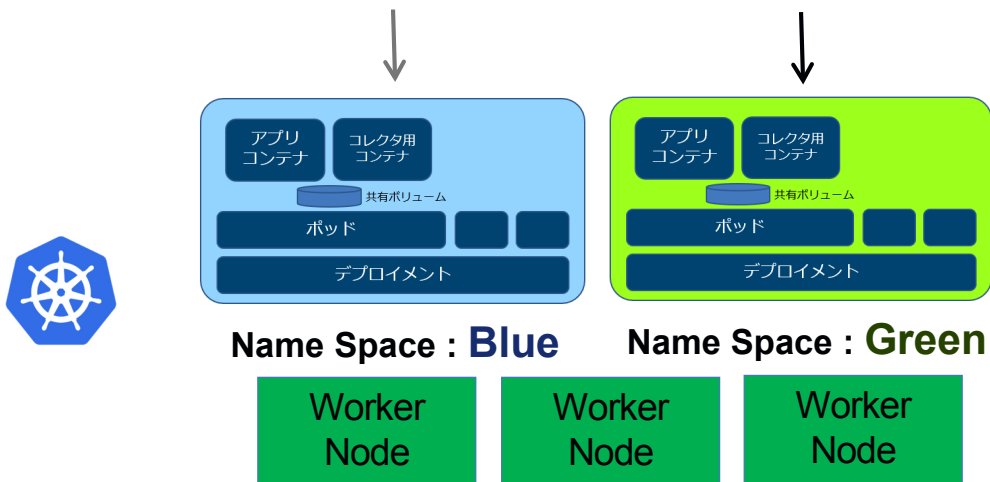 アプリ
コンテナ
コレクタ用
コンテナ
共有ボリューム
ポッド
デプロイメント
Name Space : Blue
アプリ
コンテナ
コレクタ用
コンテナ
共有ボリューム
ポッド
デプロイメント
Name Space : Green
Worker
Node
Worker
Node
Worker
Node